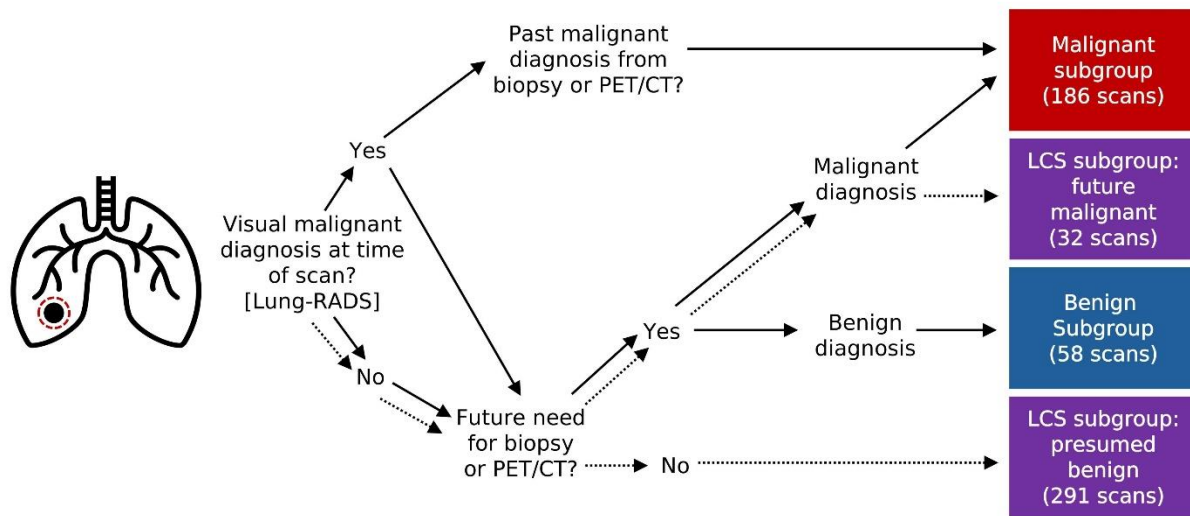 Past malignant
diagnosis from
biopsy or PET/CT?
Malignant
subgroup
(186 scans)
Yes
Malignant
diagnosis
LCS subgroup:
future
malignant
(32 scans)
Visual malignant
diagnosis at time
of scan?
[Lung-RADS]
Yes
Benign
diagnosis
Benign
Subgroup
(58 scans)
No
Future need
for biopsy
or PET/CT?
No
LCS subgroup:
presumed
benign
(291 scans)